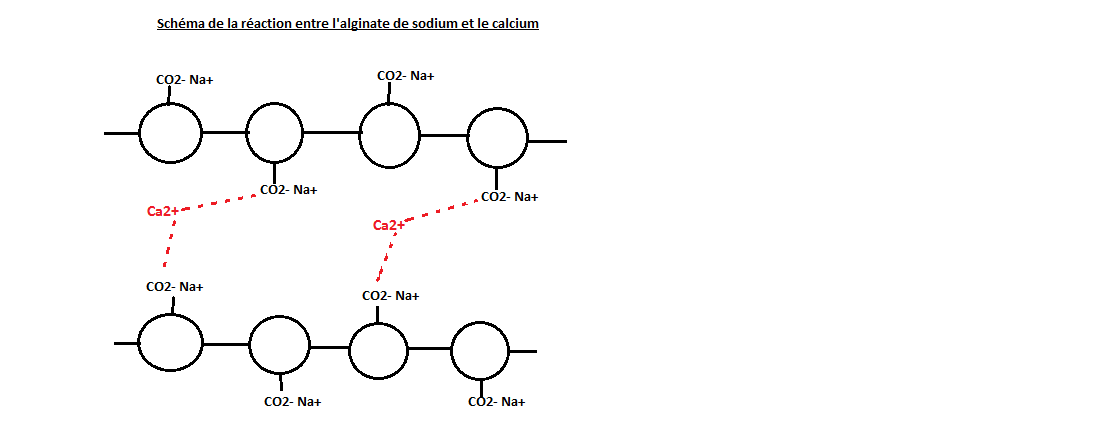 Schéma de la réaction entre l'alginate de sodium et le calcium
CO2- Na+
CO2- Na+
CO2- Na+
CO2- Na+
Ca2+
Ca2+
CO2- Na+
CO2- Na+
CO2- Na+
CO2- Na+